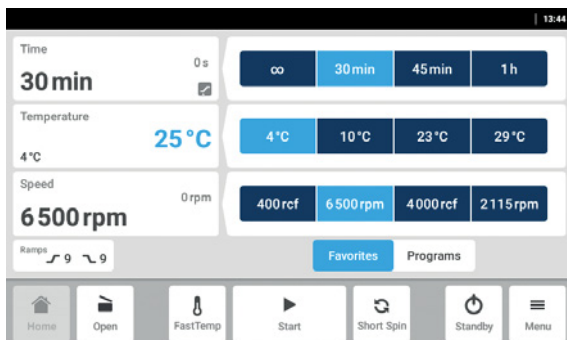 13:44
Time
0 s
30 min
∞ 30 min 45 min 1 h
Temperature
25 °C
4 °C
4 °C 10 °C 23 °C 29 °C
Speed
0 rpm
6 500 rpm
400 rcf 6 500 rpm 4 000 rcf 2 115 rpm
Ramps 9 9
Favorites Programs
Home Open FastTemp Start Short Spin Standby Menu